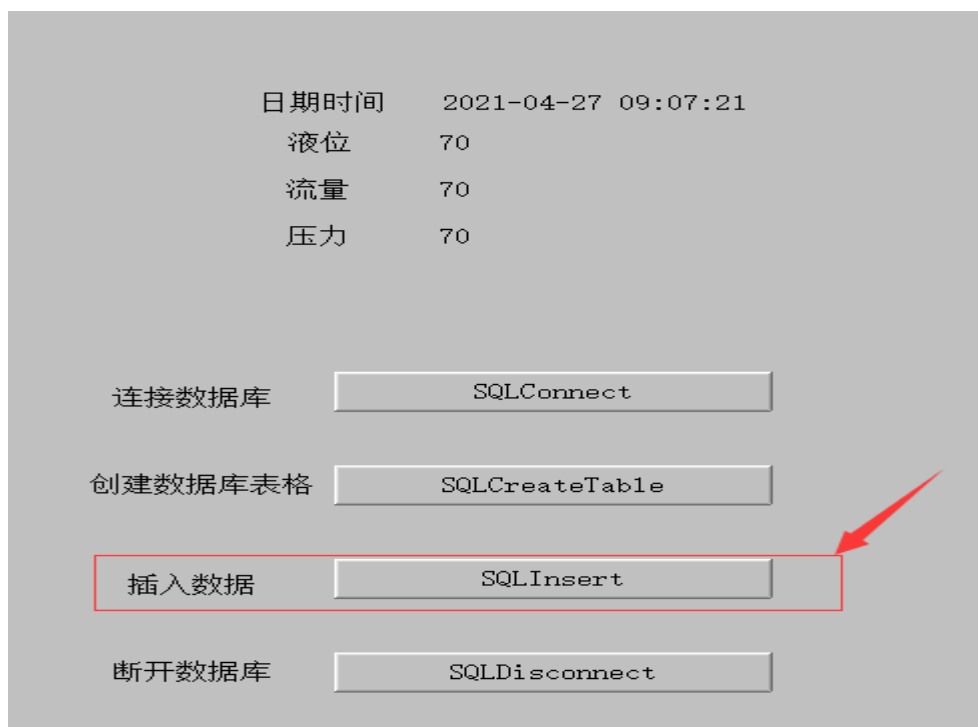 日期时间 2021-04-27 09:07:21
液位 70
流量 70
压力 70
连接数据库 SQLConnect
创建数据库表格 SQLCreateTable
插入数据 SQLInsert
断开数据库 SQLDisconnect